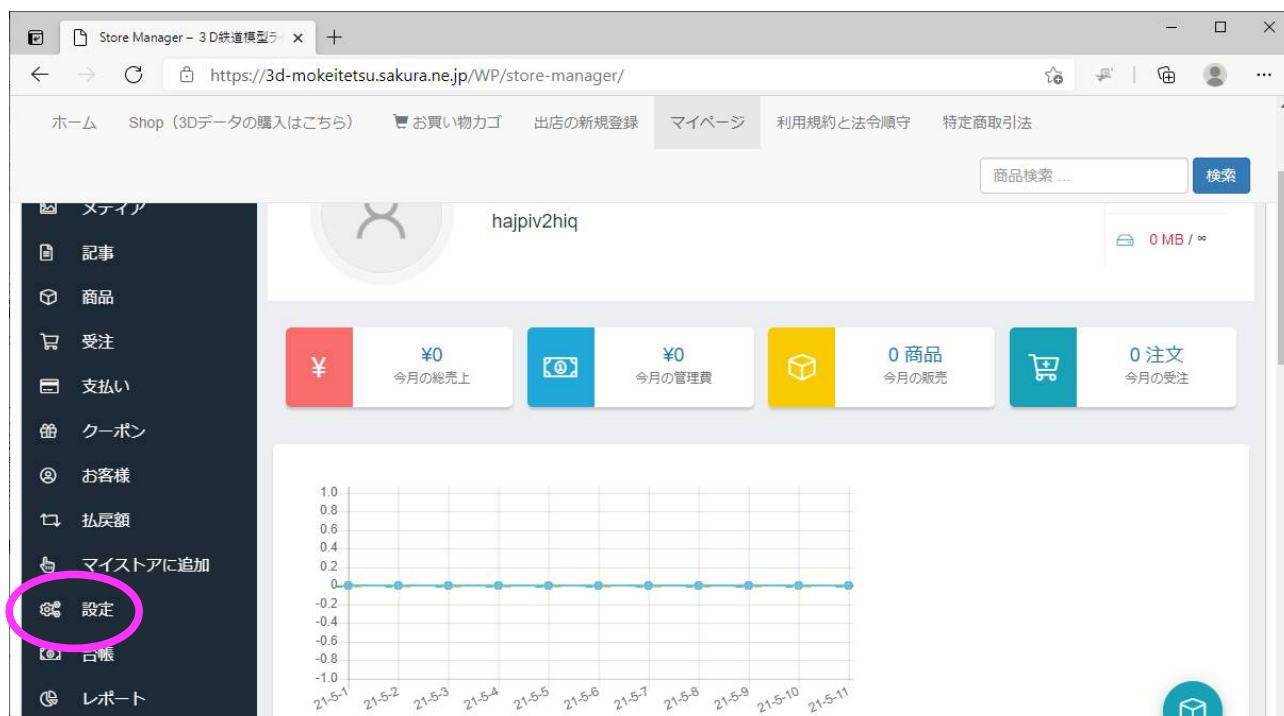 Store Manager – 3D鉄道模型ラ
https://3d-mokeitetsu.sakura.ne.jp/WP/store-manager/
ホーム Shop（3Dデータの購入はこちら） お買い物カゴ 出店の新規登録 マイページ 利用規約と法令順守 特定商取引法
商品検索 ... 検索
メディア
hajpiv2hiq
0 MB / ∞
記事
商品
受注
支払い
クーポン
お客様
払戻額
マイストアに追加
設定
台帳
レポート
¥ ¥0
今月の総売上
¥0
今月の管理費
0 商品
今月の販売
0 注文
今月の受注
1.0
0.8
0.6
0.4
0.2
0
-0.2
-0.4
-0.6
-0.8
-1.0
21-5-1 21-5-2 21-5-3 21-5-4 21-5-5 21-5-6 21-5-7 21-5-8 21-5-9 21-5-10 21-5-11